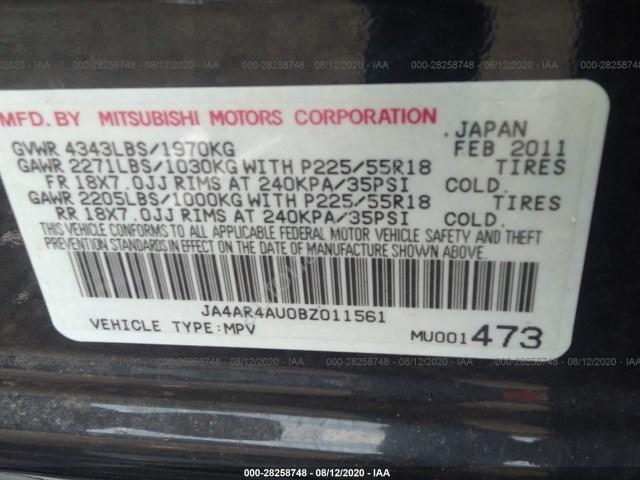 000-28258748 - 08/12/2020 - IAA
MFD. BY MITSUBISHI MOTORS CORPORATION. JAPAN
GVWR 4343LBS/1970KG FEB 2011
GAWR 2271LBS/1030KG WITH P225/55R18 TIRES
FR 18X7.0JJ RIMS AT 240KPA/35PSI COLD.
GAWR 2205LBS/1000KG WITH P225/55R18 TIRES
RR 18X7.0JJ RIMS AT 240KPA/35PSI COLD.
THIS VEHICLE CONFORMS TO ALL APPLICABLE FEDERAL MOTOR VEHICLE SAFETY AND THEFT
PREVENTION STANDARDS IN EFFECT ON THE DATE OF MANUFACTURE SHOWN ABOVE.
JA4AR4AU0BZ011561
VEHICLE TYPE:MPV MU001473
000-28258748 - 08/12/2020 - IAA